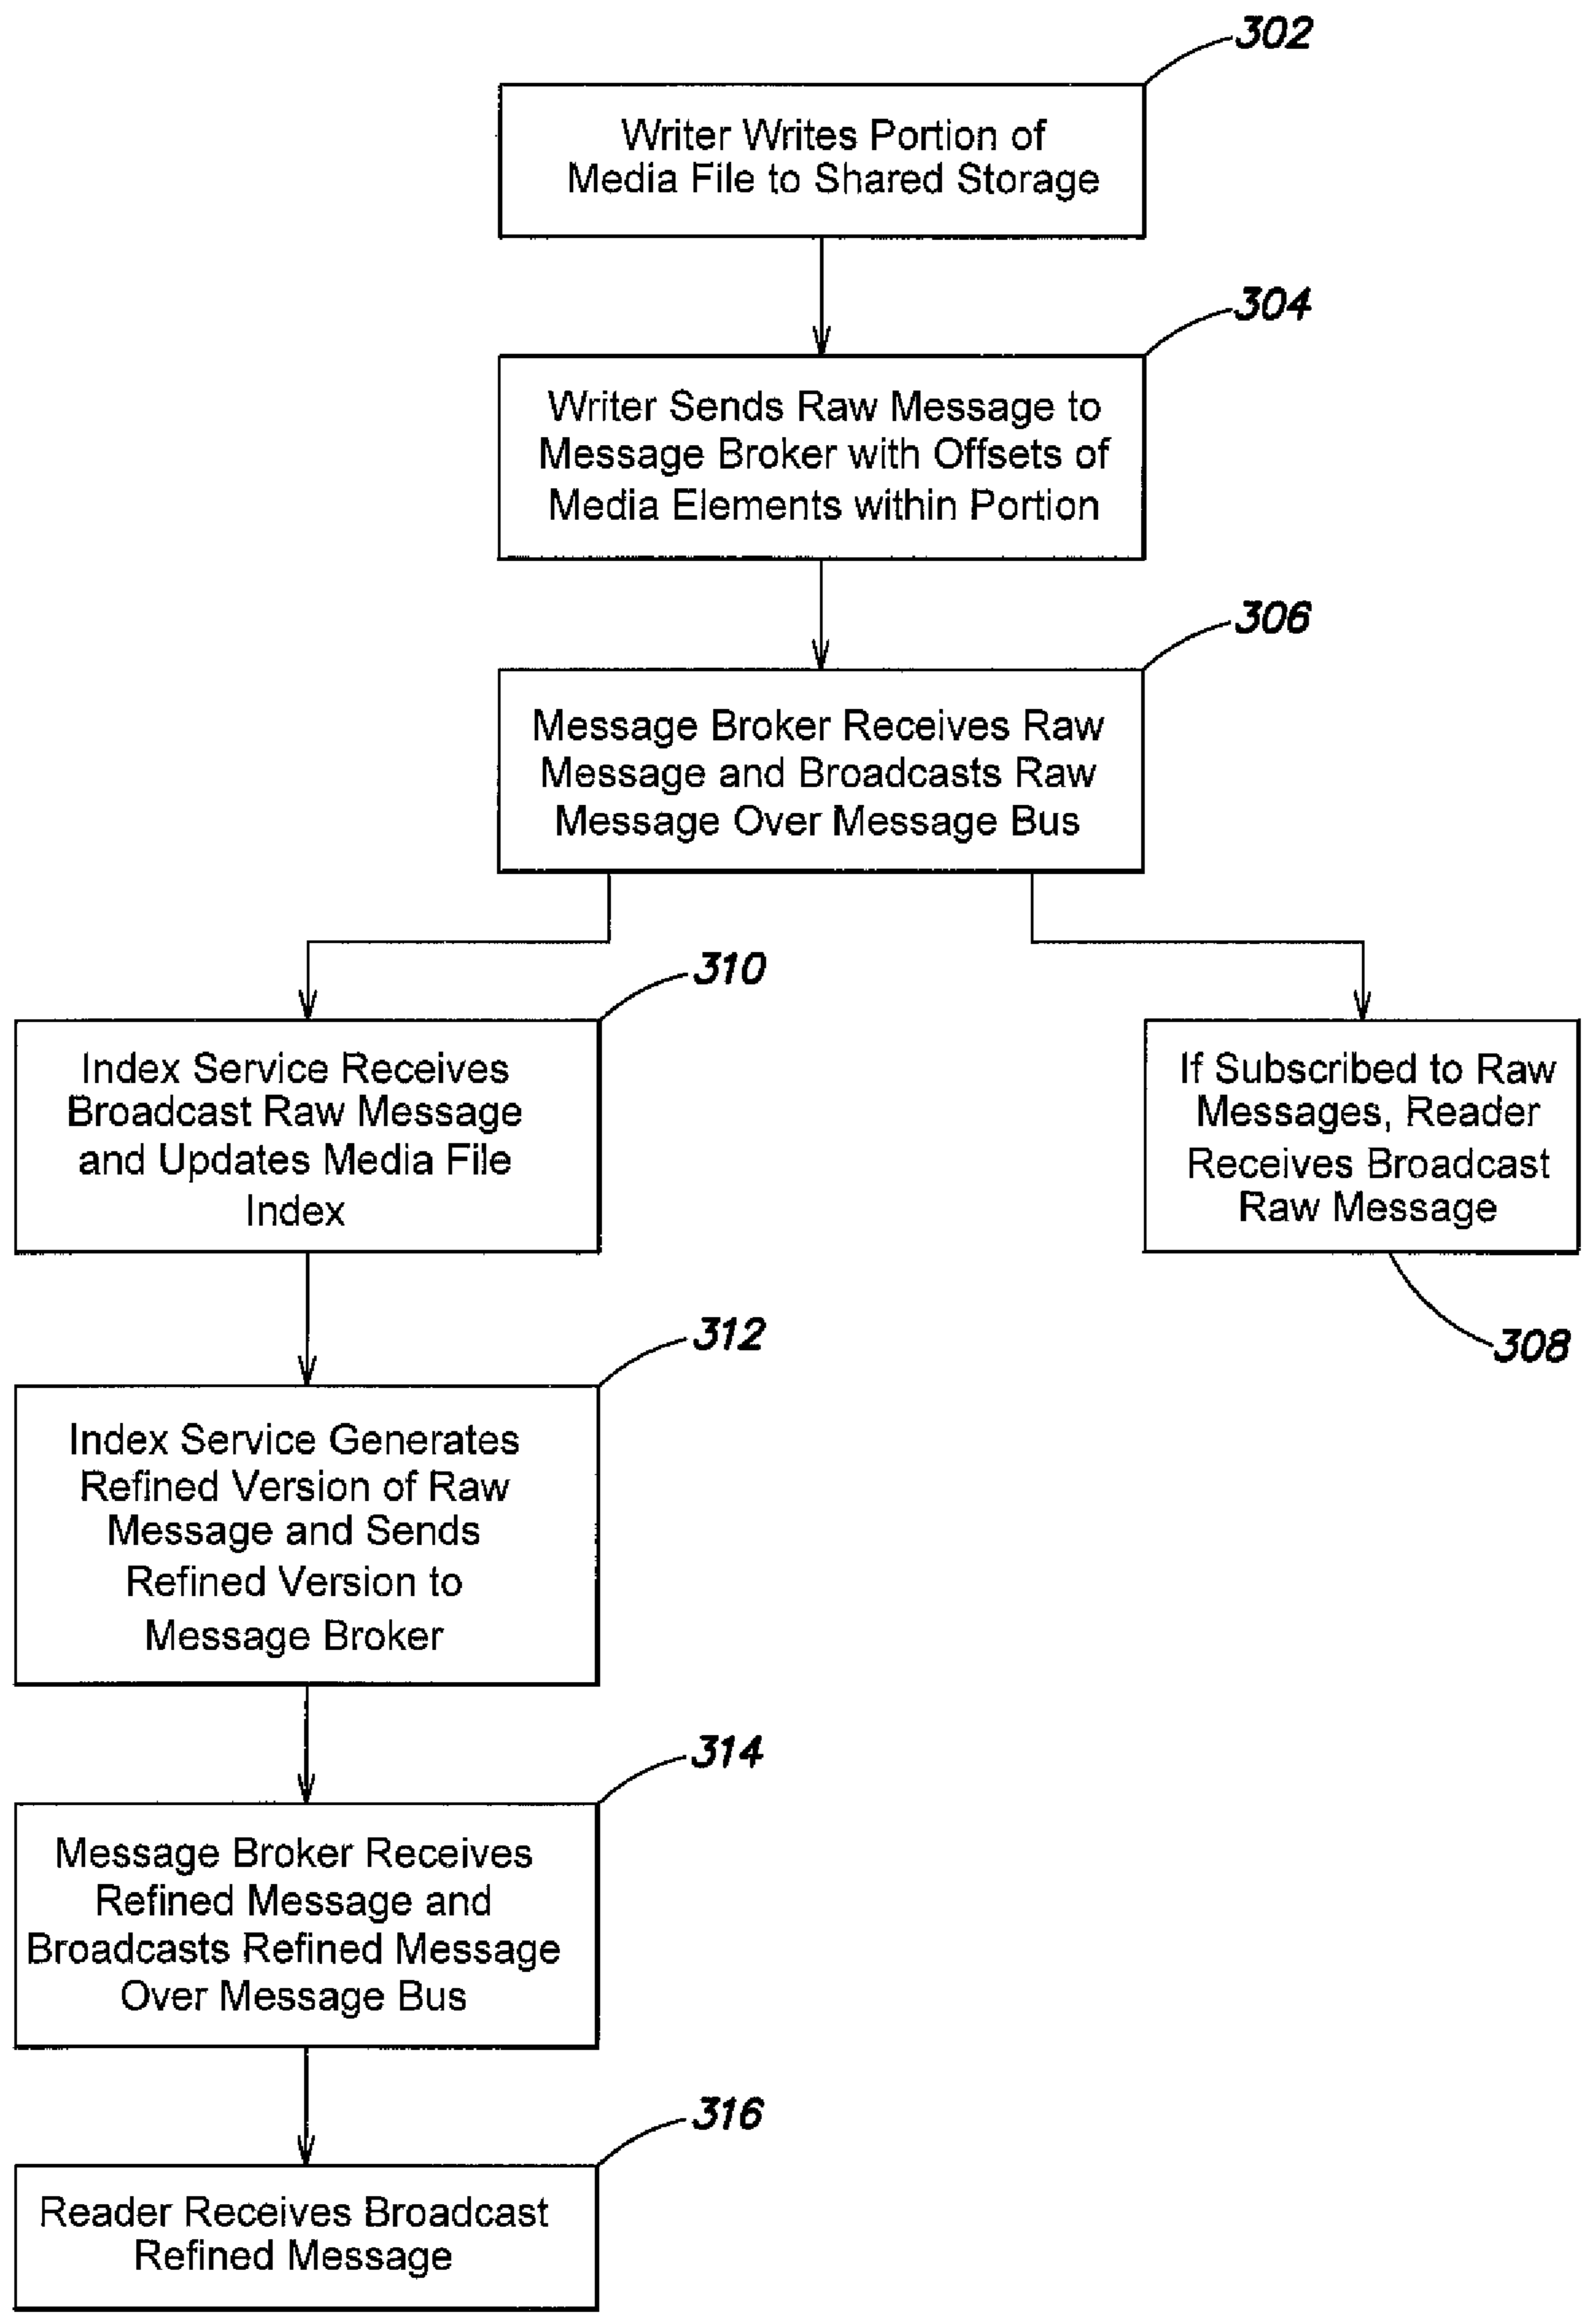 302
Writer Writes Portion of
Media File to Shared Storage
304
Writer Sends Raw Message to
Message Broker with Offsets of
Media Elements within Portion
306
Message Broker Receives Raw
Message and Broadcasts Raw
Message Over Message Bus
310
Index Service Receives
Broadcast Raw Message
and Updates Media File
Index
If Subscribed to Raw
Messages, Reader
Receives Broadcast
Raw Message
308
312
Index Service Generates
Refined Version of Raw
Message and Sends
Refined Version to
Message Broker
314
Message Broker Receives
Refined Message and
Broadcasts Refined Message
Over Message Bus
316
Reader Receives Broadcast
Refined Message